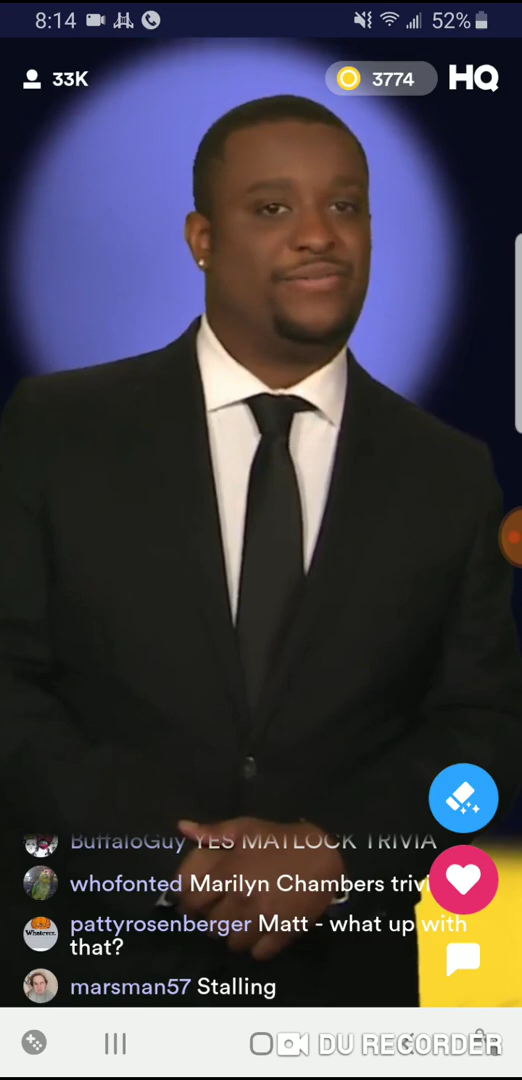 8:14 52%
33K 3774 HQ
BuffaloGuy YES MATLOCK TRIVIA
whofonted Marilyn Chambers trivi
pattyrosenberger Matt - what up with
that?
marsman57 Stalling
Whatever.
DU RECORDER